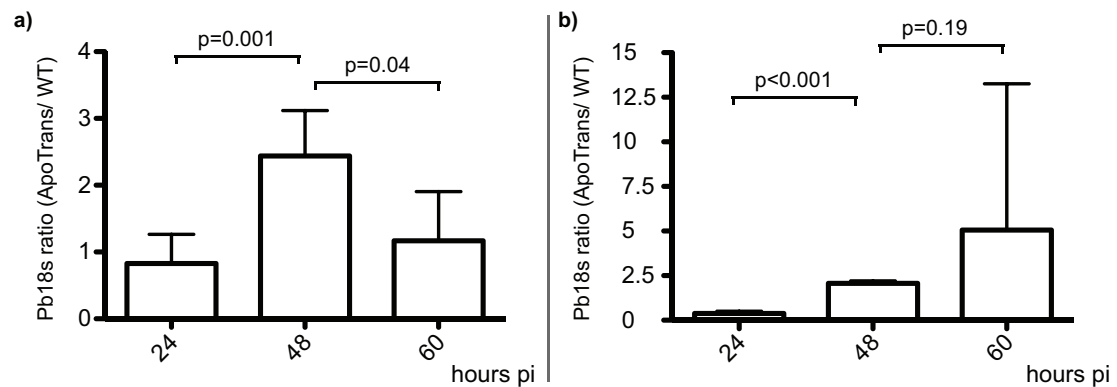 a)
Pb18s ratio (ApoTrans/ WT)
4
3
2
1
0
p=0.001
p=0.04
24
48
60
hours pi
b)
Pb18s ratio (ApoTrans/ WT)
15
12.5
10
7.5
5
2.5
0
p<0.001
p=0.19
24
48
60
hours pi